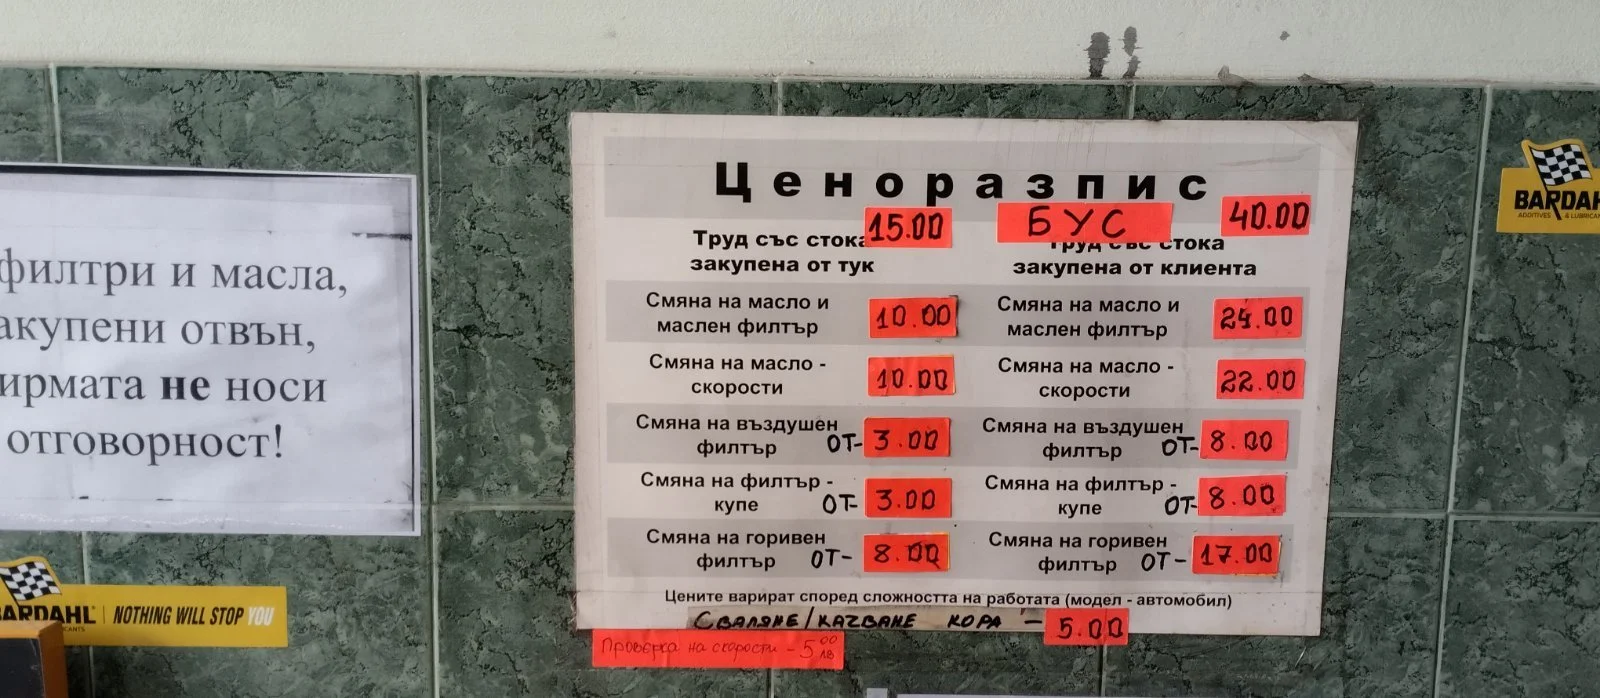 филтри и масла,
акупени отвън,
ирмата не носи
отговорност!
BARDAHL
NOTHING WILL STOP YOU
Ценоразпис
15.00
БУС
40.00
Труд със стока
закупена от тук
Труд със стока
закупена от клиента
Смяна на масло и
маслен филтър
10.00
Смяна на масло и
маслен филтър
24.00
Смяна на масло -
скорости
10.00
Смяна на масло -
скорости
22.00
Смяна на въздушен
филтър ОТ- 3.00
Смяна на въздушен
филтър ОТ- 8.00
Смяна на филтър -
купе ОТ- 3.00
Смяна на филтър -
купе ОТ- 8.00
Смяна на горивен
филтър ОТ- 8.00
Смяна на горивен
филтър ОТ- 17.00
Цените варират според сложността на работата (модел - автомобил)
СВАЛЯНЕ/КАЧВАНЕ КОРА - 5.00
Проверка на скорости - 5.00 лв
BARDAHL
ADDITIVES & LUBRICAN